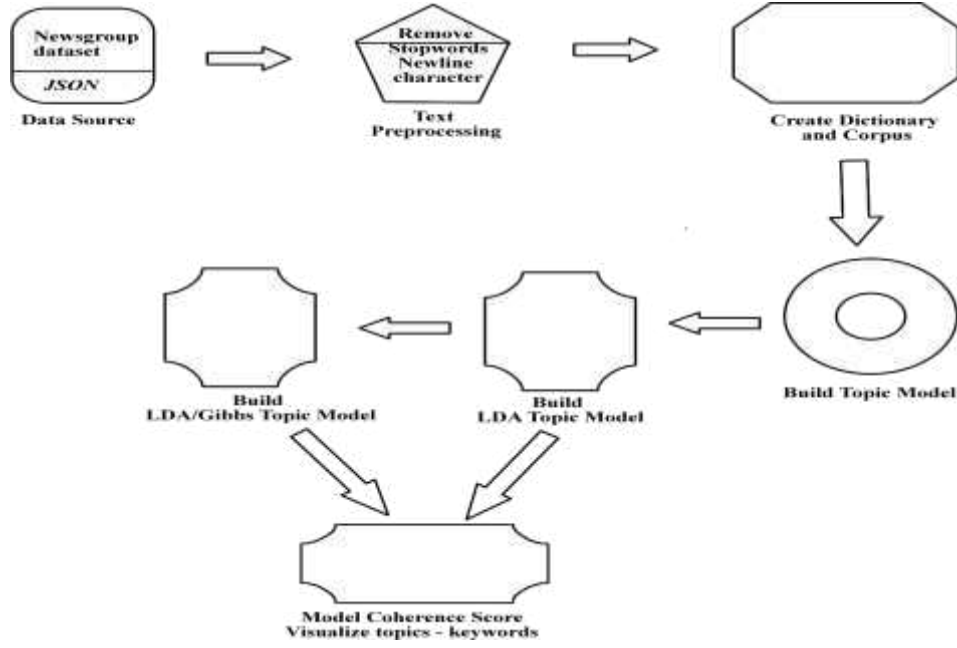 Newsgroup
dataset
JSON
Data Source
Remove
Stopwords
Newline
character
Text
Preprocessing
Create Dictionary
and Corpus
Build Topic Model
Build
LDA Topic Model
Build
LDA/Gibbs Topic Model
Model Coherence Score
Visualize topics - keywords